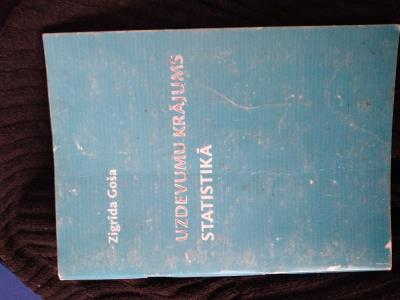 Zigrīda Goša
UZDEVUMU KRĀJUMS
STATISTIKĀ